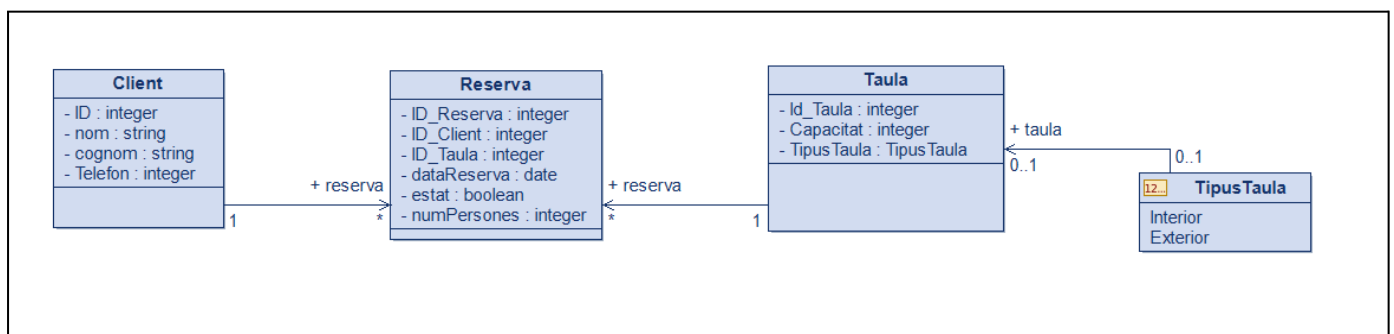 Client
- ID : integer
- nom : string
- cognom : string
- Telefon : integer
+ reserva
1
*
Reserva
- ID_Reserva : integer
- ID_Client : integer
- ID_Taula : integer
- dataReserva : date
- estat : boolean
- numPersones : integer
+ reserva
*
1
Taula
- Id_Taula : integer
- Capacitat : integer
- TipusTaula : TipusTaula
+ taula
0..1
0..1
12... TipusTaula
Interior
Exterior